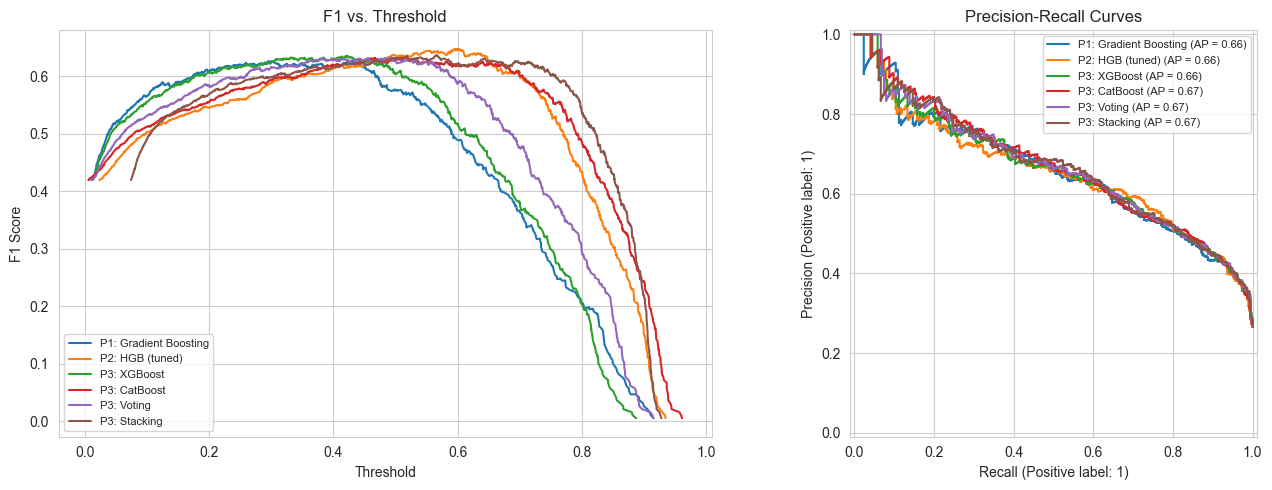 F1 vs. Threshold
F1 Score
0.6
0.5
0.4
0.3
0.2
0.1
0.0
P1: Gradient Boosting
P2: HGB (tuned)
P3: XGBoost
P3: CatBoost
P3: Voting
P3: Stacking
0.0 0.2 0.4 0.6 0.8 1.0
Threshold
Precision-Recall Curves
Precision (Positive label: 1)
1.0
0.8
0.6
0.4
0.2
0.0
P1: Gradient Boosting (AP = 0.66)
P2: HGB (tuned) (AP = 0.66)
P3: XGBoost (AP = 0.66)
P3: CatBoost (AP = 0.67)
P3: Voting (AP = 0.67)
P3: Stacking (AP = 0.67)
0.0 0.2 0.4 0.6 0.8 1.0
Recall (Positive label: 1)